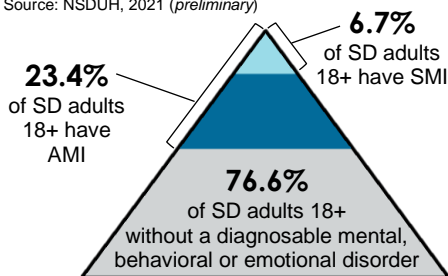 Source: NSDUH, 2021 (preliminary)
6.7%
of SD adults
18+ have SMI
23.4%
of SD adults
18+ have
AMI
76.6%
of SD adults 18+
without a diagnosable mental,
behavioral or emotional disorder